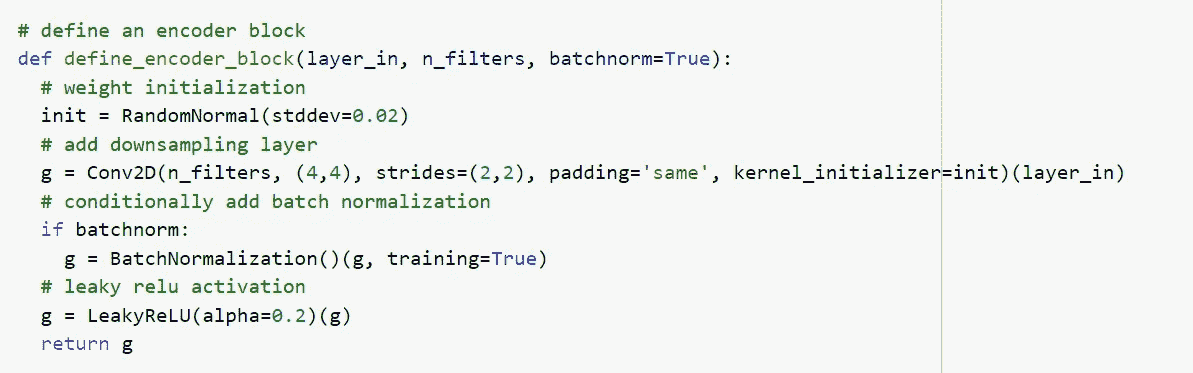 # define an encoder block
def define_encoder_block(layer_in, n_filters, batchnorm=True):
  # weight initialization
  init = RandomNormal(stddev=0.02)
  # add downsampling layer
  g = Conv2D(n_filters, (4,4), strides=(2,2), padding='same', kernel_initializer=init)(layer_in)
  # conditionally add batch normalization
  if batchnorm:
    g = BatchNormalization()(g, training=True)
  # leaky relu activation
  g = LeakyReLU(alpha=0.2)(g)
  return g